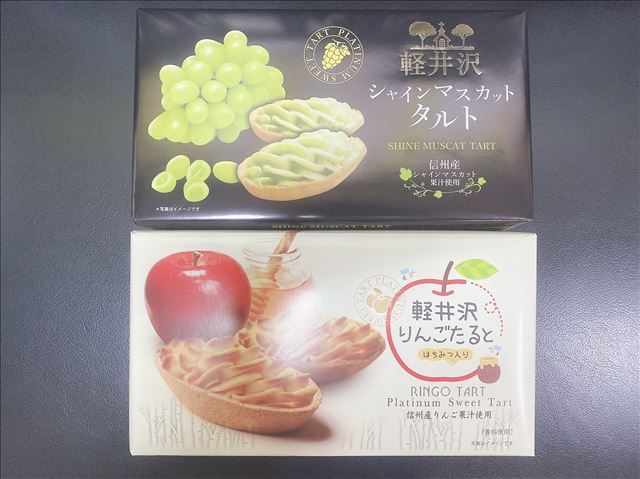 SWEET TART PLATINUM
軽井沢
シャインマスカット
タルト
SHINE MUSCAT TART
信州産
シャインマスカット
果汁使用
*写真はイメージです
SHINE MUSCAT TART
軽井沢
りんごたると
はちみつ入り
RINGO TART
Platinum Sweet Tart
信州産りんご果汁使用
[香料使用]
写真はイメージです。